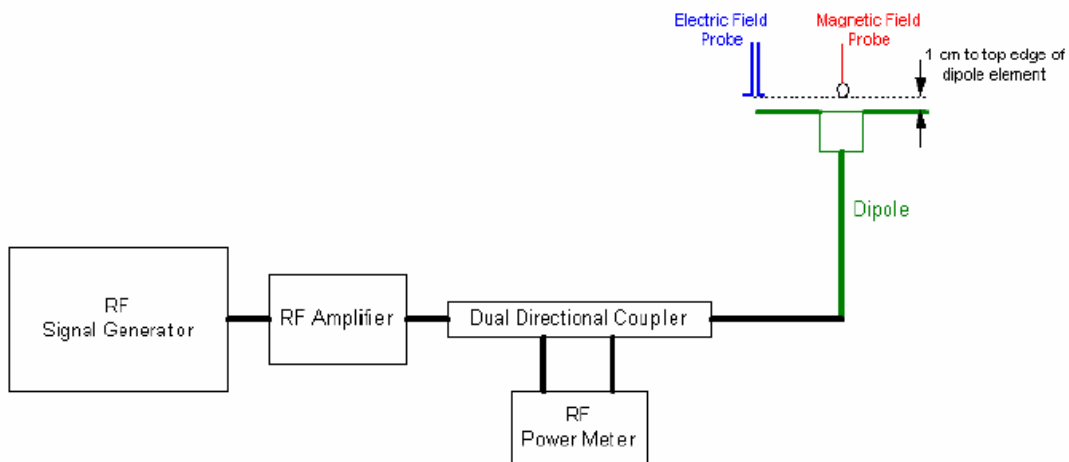 Electric Field
Probe
Magnetic Field
Probe
1 cm to top edge of
dipole element
Dipole
RF
Signal Generator
RF Amplifier
Dual Directional Coupler
RF
Power Meter